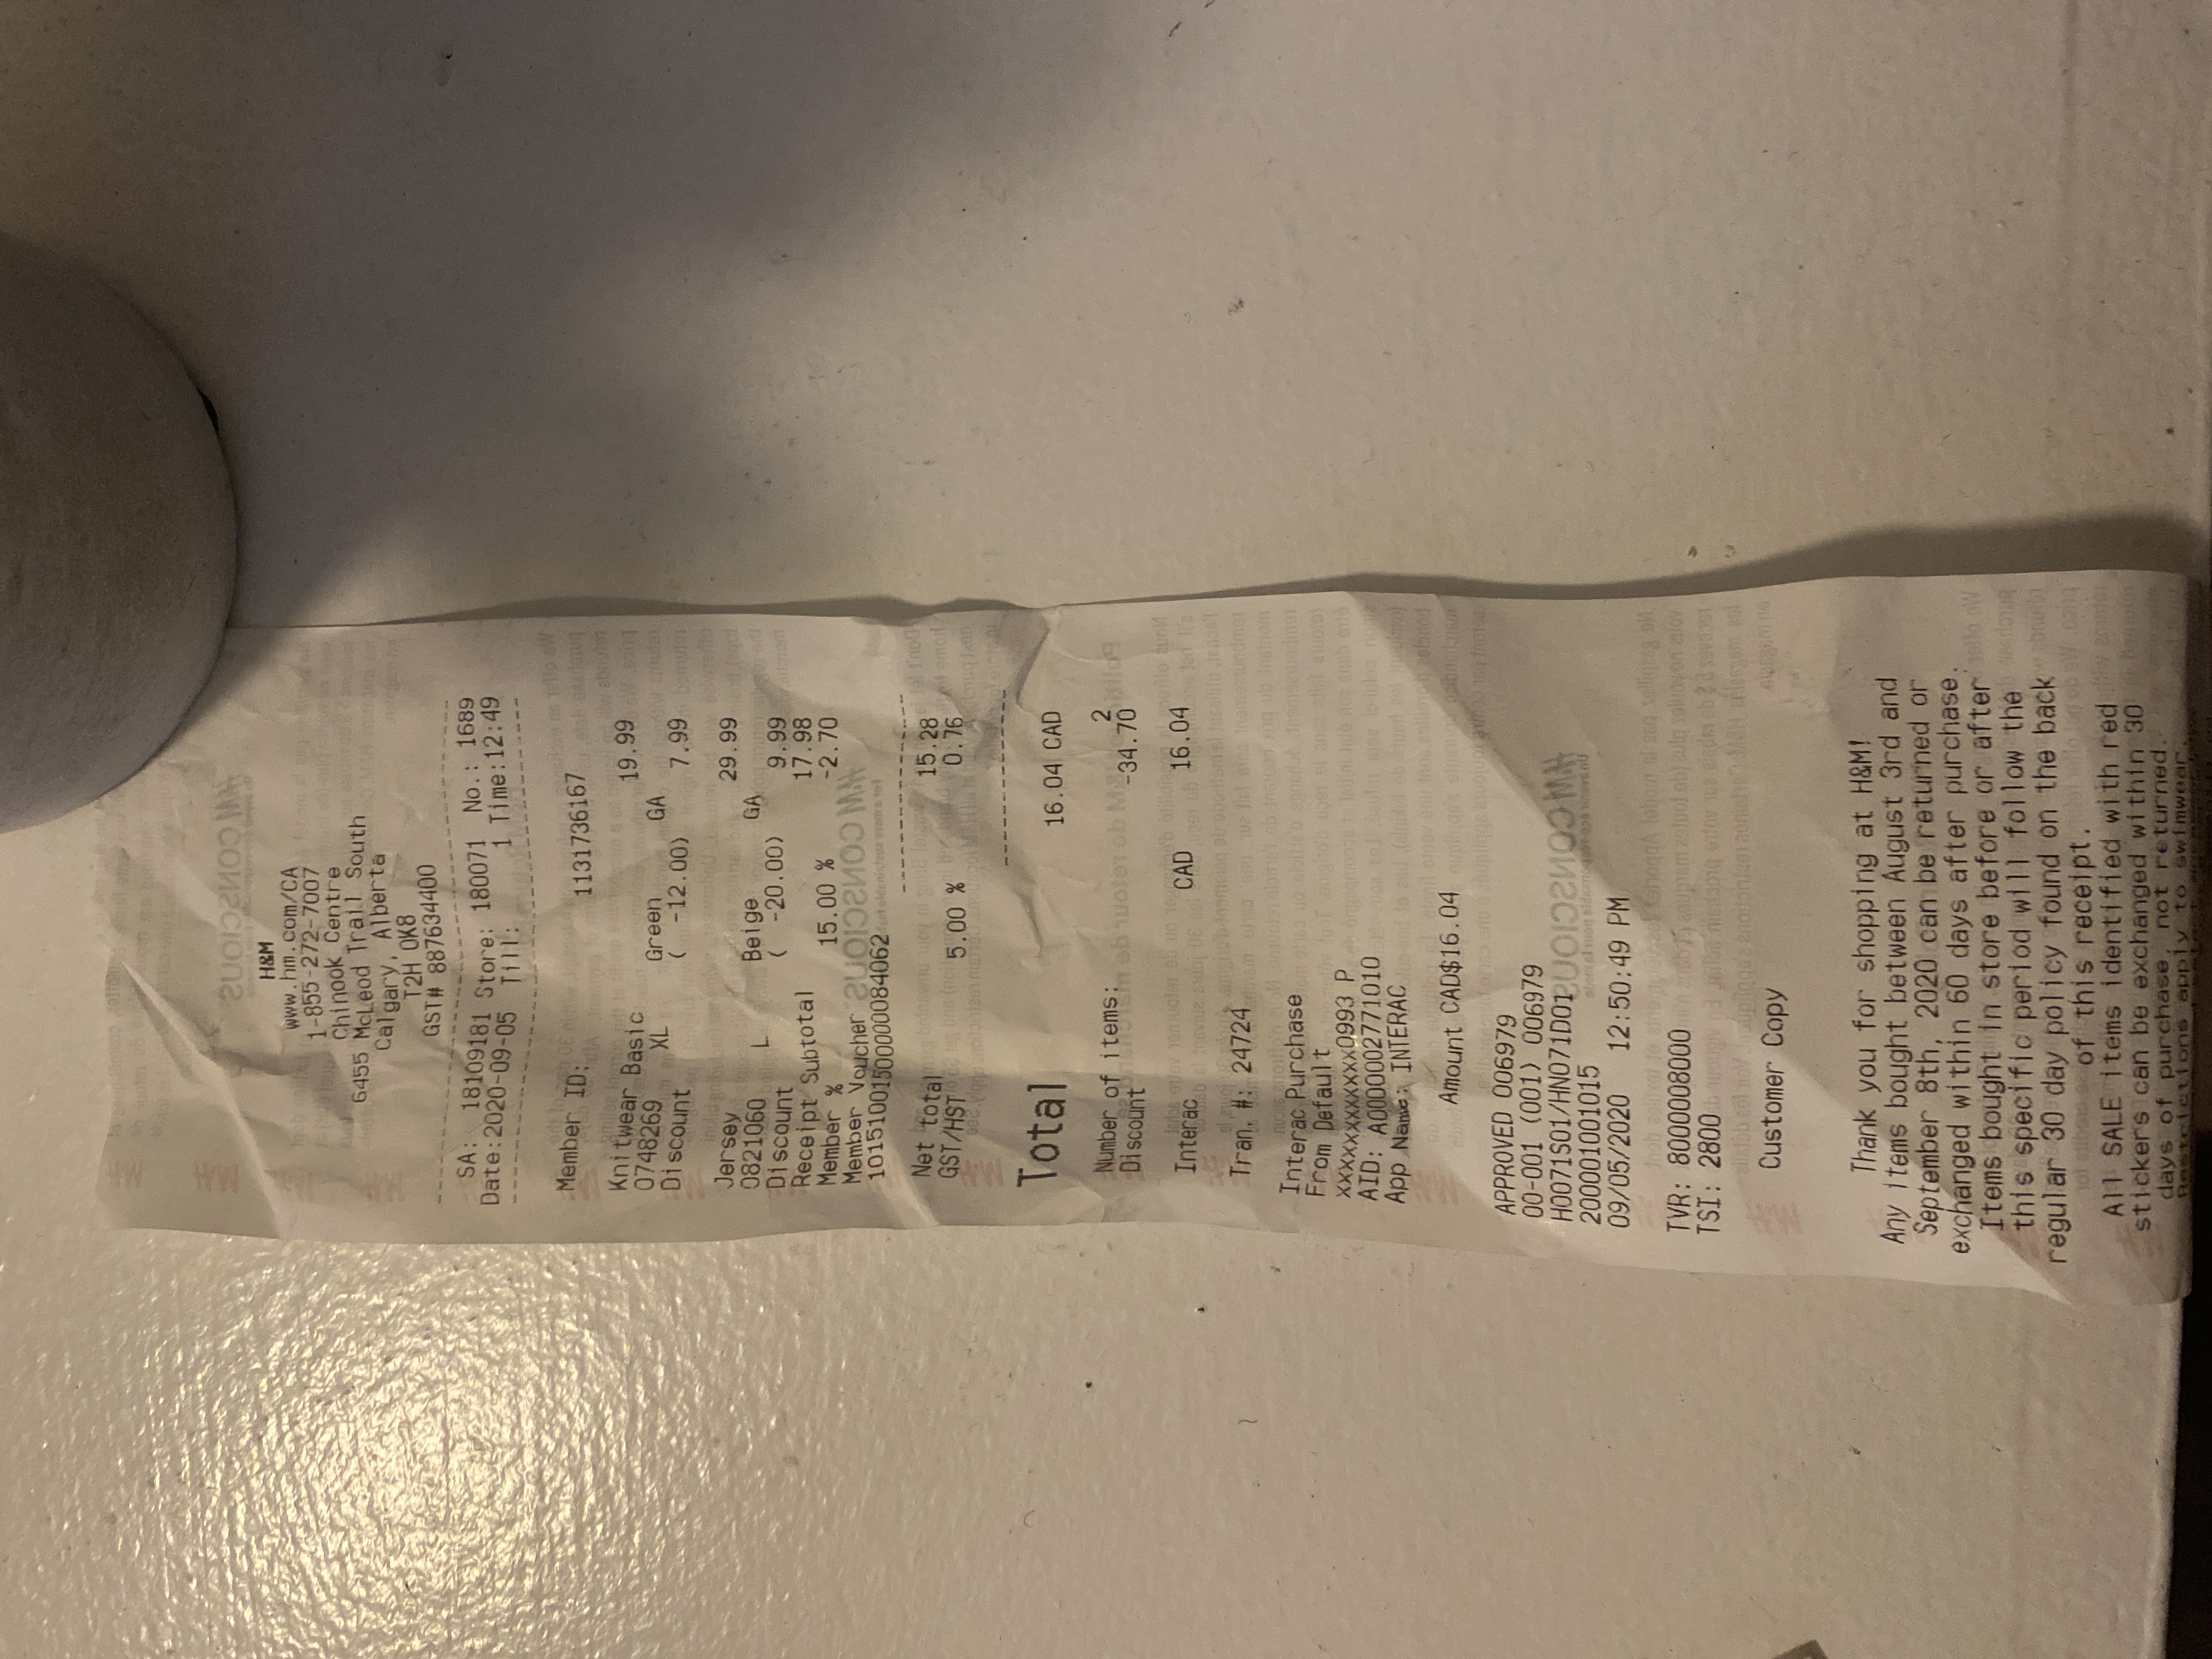 H&M
www.hm.com/CA
1-855-272-7007
Chinook Centre
6455 McLeod Trail South
Calgary, Alberta
T2H 0K8
GST# 887634400
SA: 18109181 Store: 180071 No.: 1689
Date:2020-09-05 Till: 1 Time:12:49
Member ID: 1131736167
Knitwear Basic 19.99
0748269 XL Green GA
Discount ( -12.00) 7.99
Jersey 29.99
0821060 L Beige GA
Discount ( -20.00) 9.99
Receipt Subtotal 17.98
Member % 15.00 % -2.70
Member Voucher
10151001500000084062
Net total 15.28
GST/HST 5.00 % 0.76
Total 16.04 CAD
Number of items: 2
Discount -34.70
Interac CAD 16.04
Tran. #: 24724
Interac Purchase
From Default
xxxxxxxxxxxx0993 P
AID: A0000002771010
App Name: INTERAC
Amount CAD$16.04
APPROVED 006979
00-001 (001) 006979
H0071S01/HN071D01
200001001015
09/05/2020 12:50:49 PM
TVR: 8000008000
TSI: 2800
Customer Copy
Thank you for shopping at H&M!
Any items bought between August 3rd and
September 8th, 2020 can be returned or
exchanged within 60 days after purchase.
Items bought in store before or after
this specific period will follow the
regular 30 day policy found on the back
of this receipt.
All SALE items identified with red
stickers can be exchanged within 30
days of purchase, not returned.
Restrictions apply to swimwear,